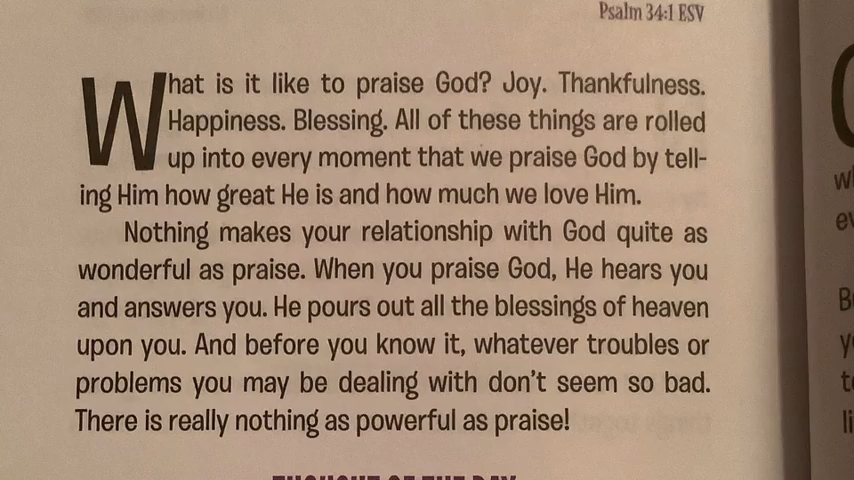 Psalm 34:1 ESV
What is it like to praise God? Joy. Thankfulness.
Happiness. Blessing. All of these things are rolled
up into every moment that we praise God by tell-
ing Him how great He is and how much we love Him.
Nothing makes your relationship with God quite as
wonderful as praise. When you praise God, He hears you
and answers you. He pours out all the blessings of heaven
upon you. And before you know it, whatever troubles or
problems you may be dealing with don't seem so bad.
There is really nothing as powerful as praise!
THOUGHT OF THE DAY